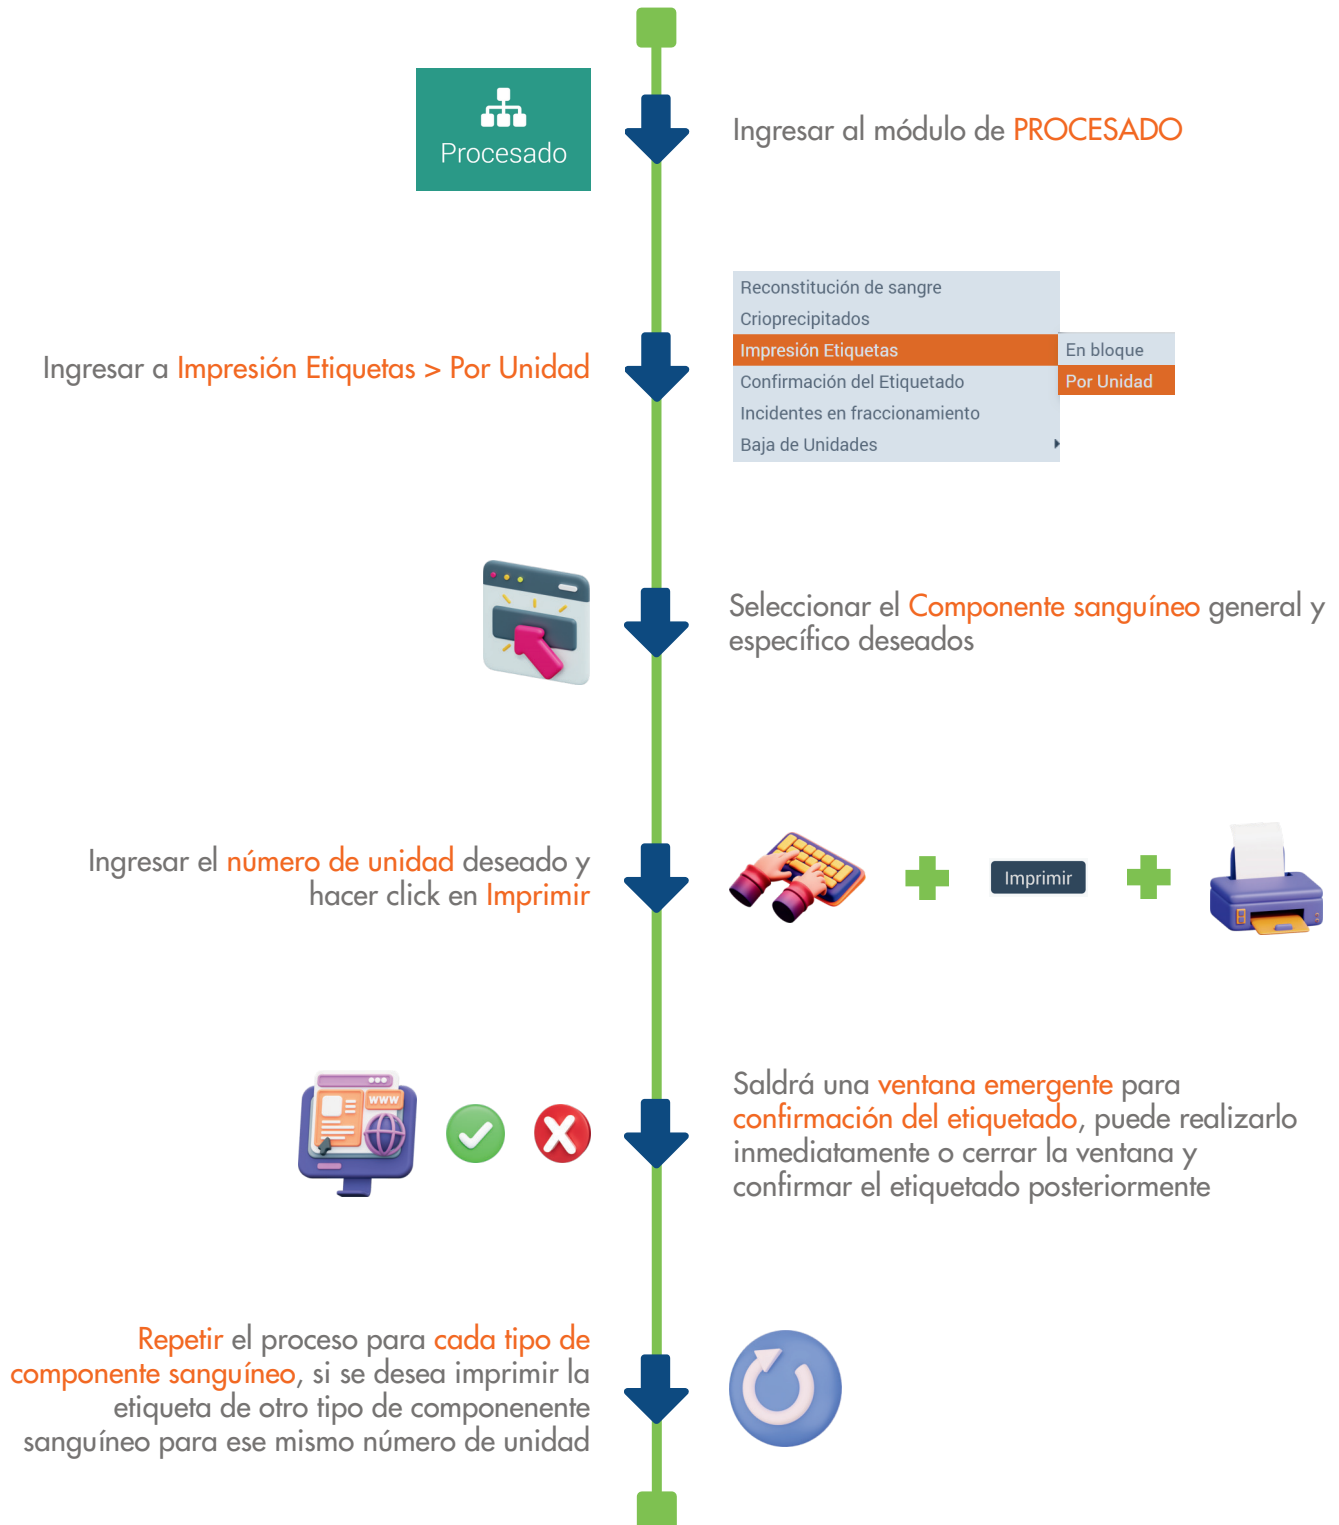 Procesado
Ingresar al módulo de PROCESADO
Ingresar a Impresión Etiquetas > Por Unidad
Reconstitución de sangre
Crioprecipitados
Impresión Etiquetas
En bloque
Confirmación del Etiquetado
Por Unidad
Incidentes en fraccionamiento
Baja de Unidades
Seleccionar el Componente sanguíneo general y
específico deseados
Ingresar el número de unidad deseado y
hacer click en Imprimir
Imprimir
WWW
Saldrá una ventana emergente para
confirmación del etiquetado, puede realizarlo
inmediatamente o cerrar la ventana y
confirmar el etiquetado posteriormente
Repetir el proceso para cada tipo de
componente sanguíneo, si se desea imprimir la
etiqueta de otro tipo de componenente
sanguíneo para ese mismo número de unidad